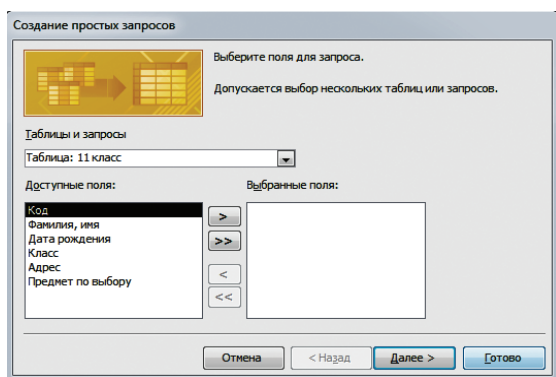 Создание простых запросов
Выберите поля для запроса.
Допускается выбор нескольких таблиц или запросов.
Таблицы и запросы
Таблица: 11 класс
Доступные поля:
Выбранные поля:
Код
Фамилия, имя
Дата рождения
Класс
Адрес
Предмет по выбору
>
>>
<
<<
Отмена
< Назад
Далее >
Готово